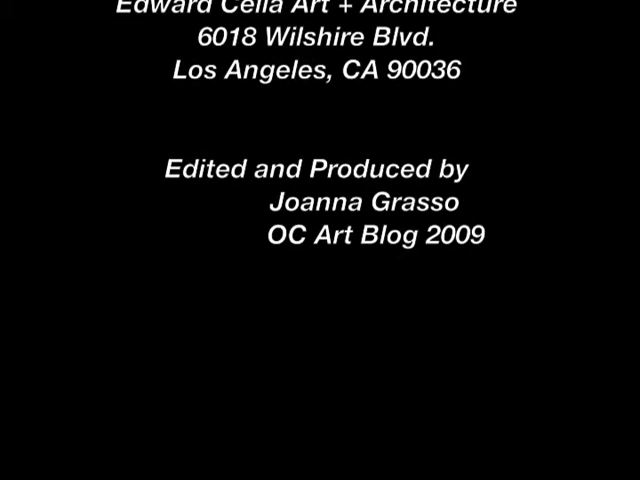 Edward Cella Art + Architecture
6018 Wilshire Blvd.
Los Angeles, CA 90036
Edited and Produced by
Joanna Grasso
OC Art Blog 2009